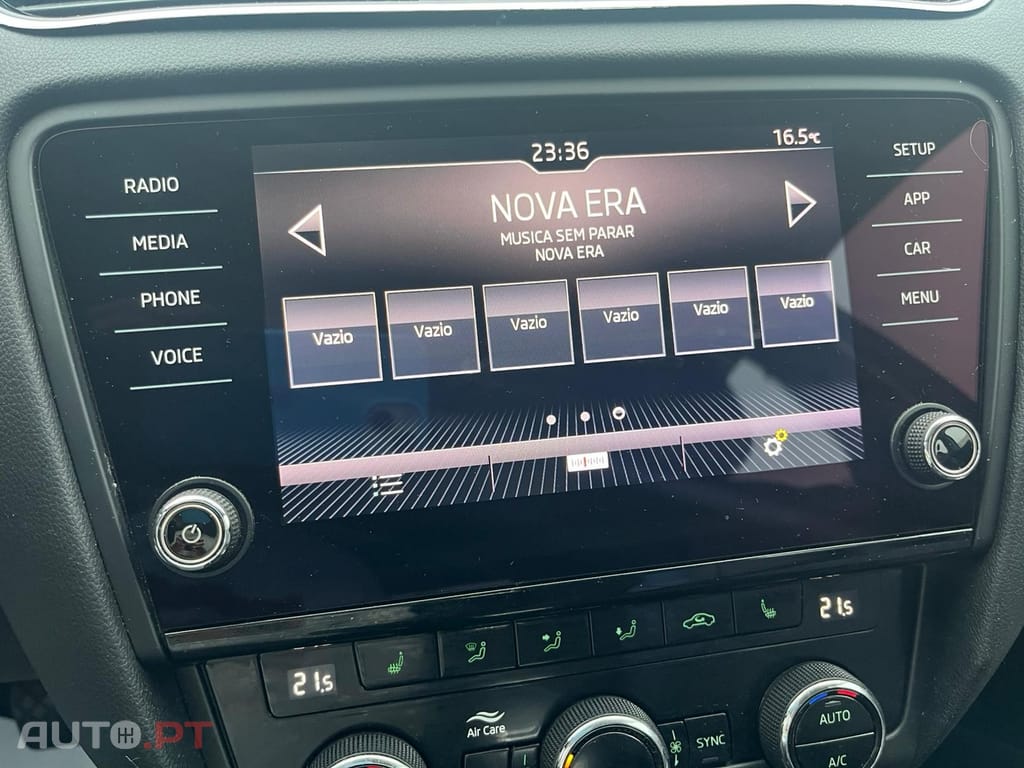 23:36
16.5°C
RADIO
MEDIA
PHONE
VOICE
NOVA ERA
MUSICA SEM PARAR
NOVA ERA
Vazio Vazio Vazio Vazio Vazio Vazio
SETUP
APP
CAR
MENU
21.5
21.5
Air Care
SYNC
AUTO
A/C
AUTO.PT